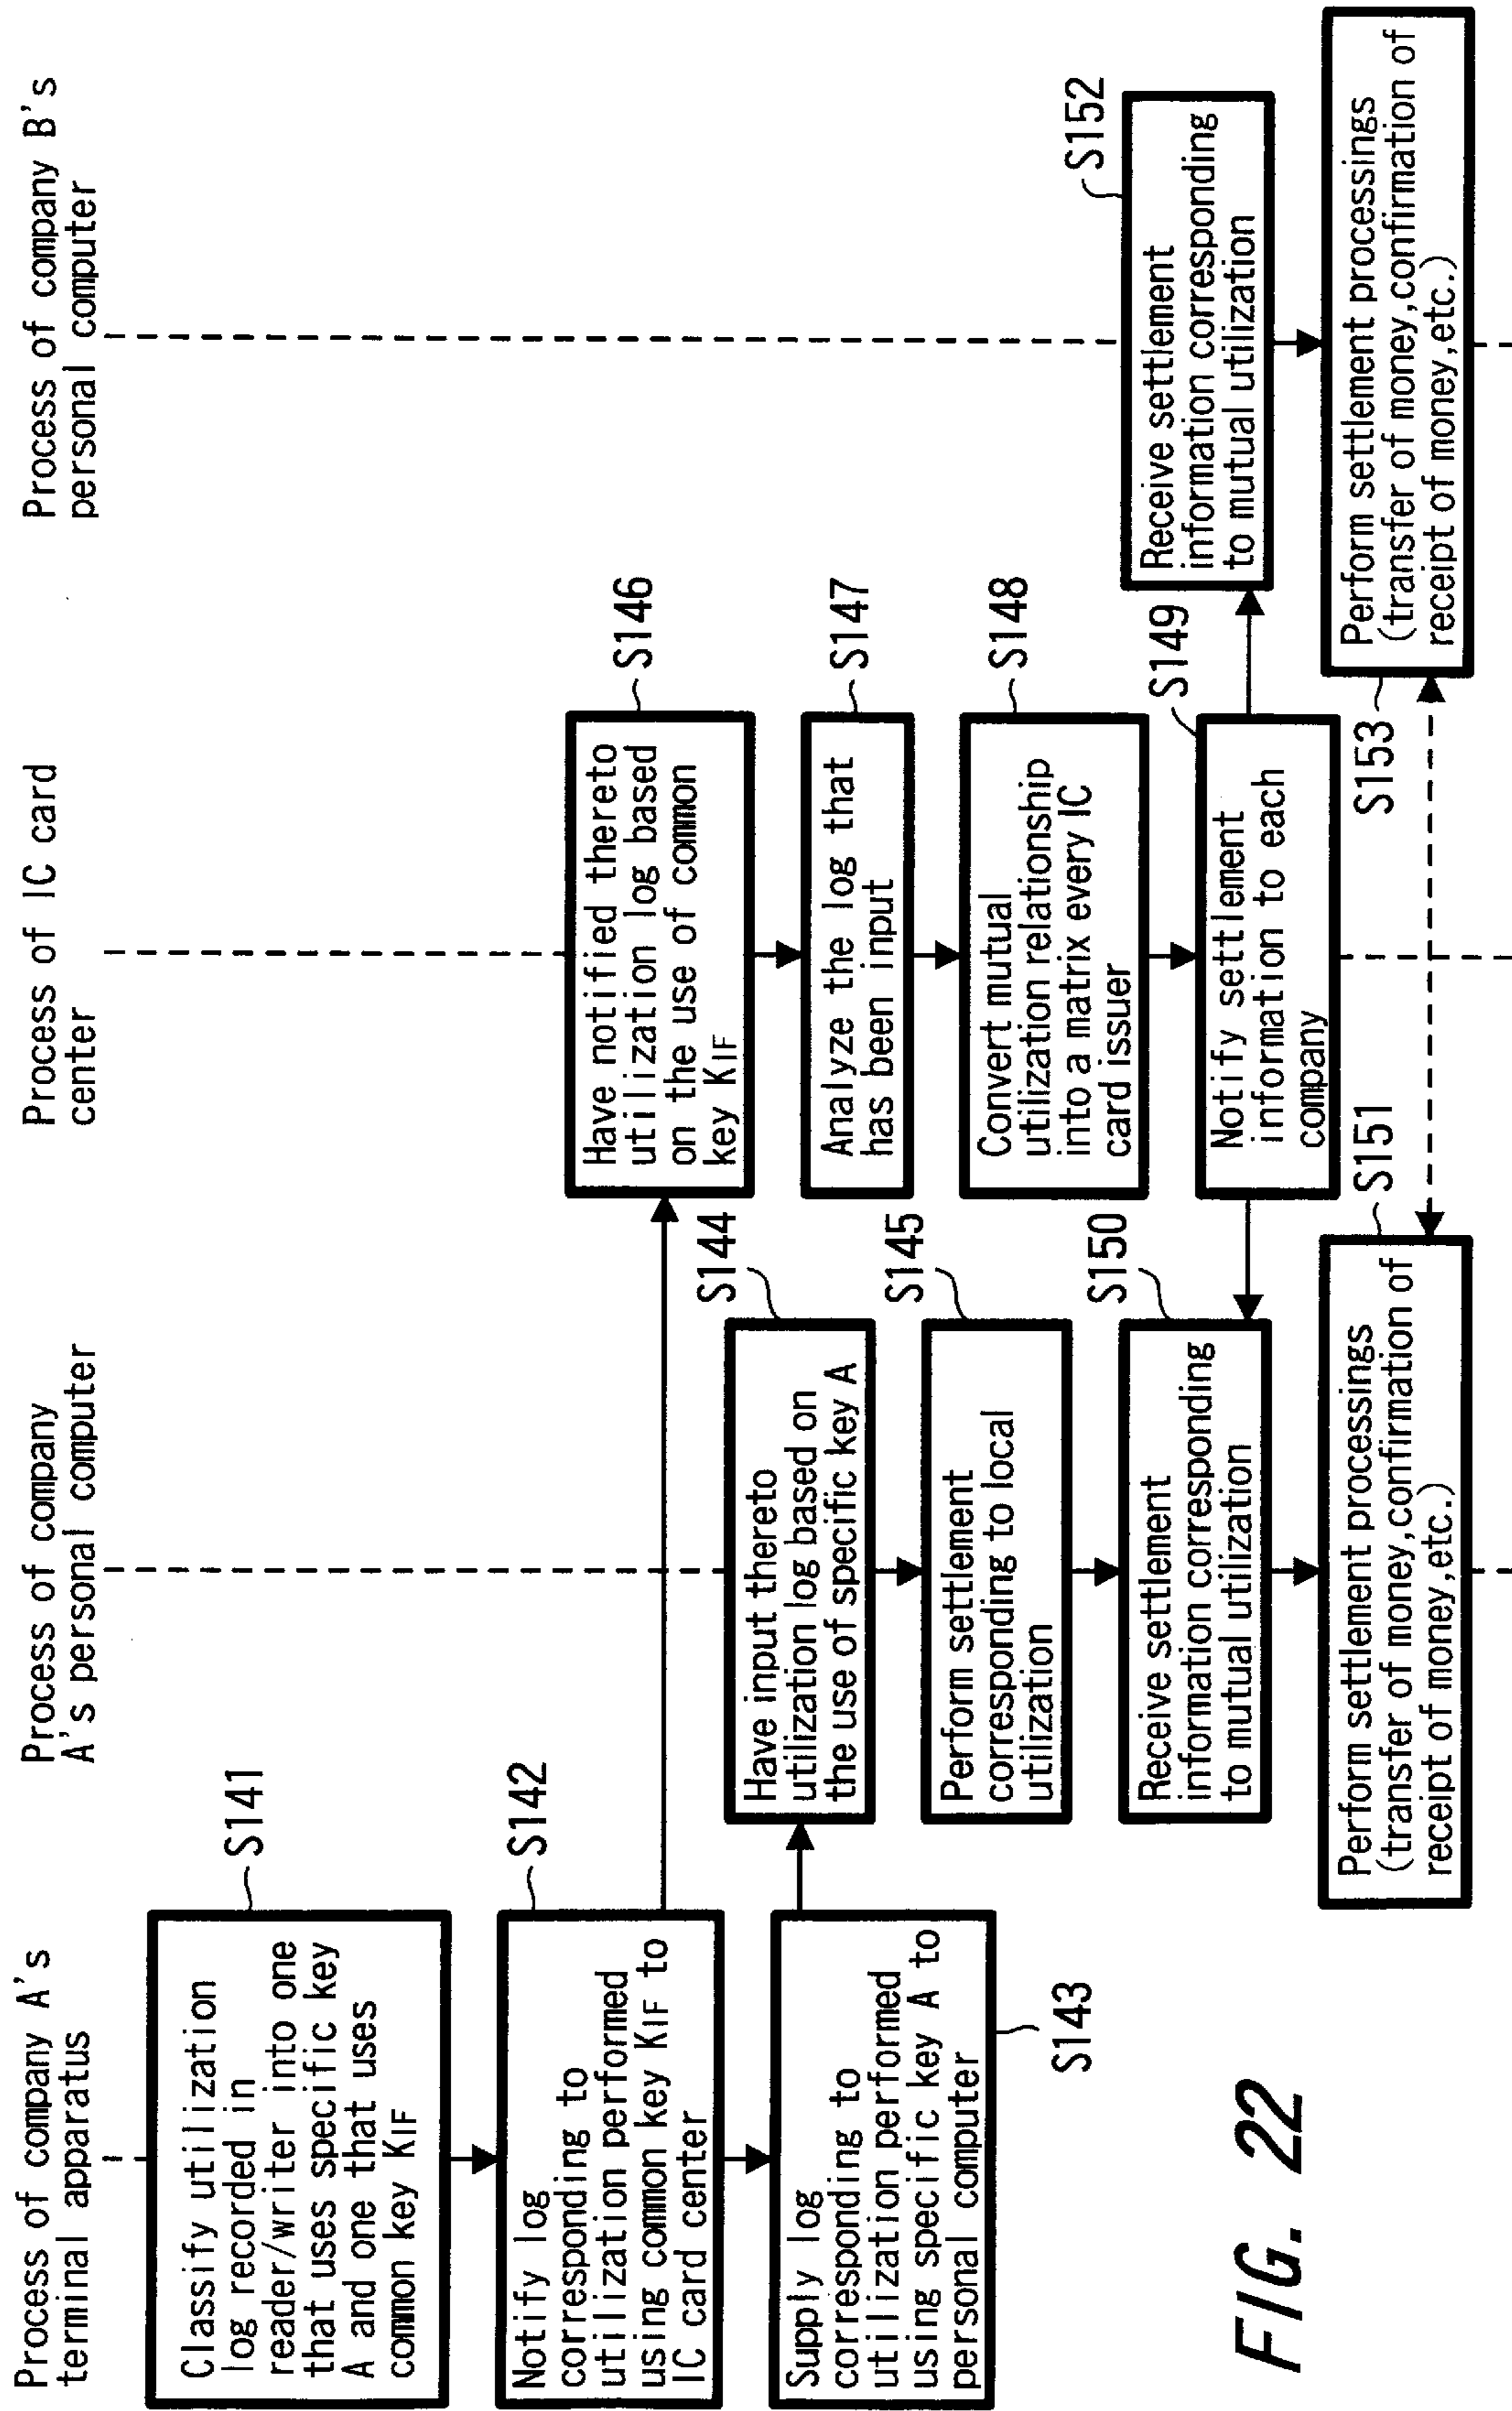 Process of company A's
terminal apparatus
Process of company
A's personal computer
Process of IC card
center
Process of company B's
personal computer
Classify utilization
log recorded in
reader/writer into one
that uses specific key
A and one that uses
common key KIF
S141
Notify log
corresponding to
utilization performed
using common key KIF to
IC card center
S142
Supply log
corresponding to
utilization performed
using specific key A to
personal computer
S143
Have input thereto
utilization log based on
the use of specific key A
S144
Perform settlement
corresponding to local
utilization
S145
Receive settlement
information corresponding
to mutual utilization
S150
Perform settlement processings
(transfer of money,confirmation of
receipt of money,etc.)
S151
Have notified thereto
utilization log based
on the use of common
key KIF
S146
Analyze the log that
has been input
S147
Convert mutual
utilization relationship
into a matrix every IC
card issuer
S148
Notify settlement
information to each
company
S149
Receive settlement
information corresponding
to mutual utilization
S152
Perform settlement processings
(transfer of money,confirmation of
receipt of money,etc.)
S153
FIG. 22